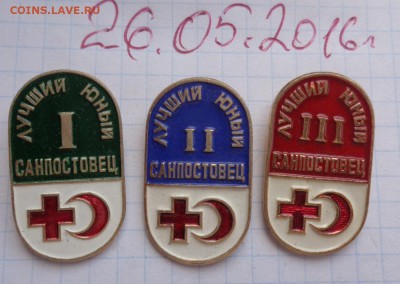 COINS.LAVE.RU
26.05.2016г
ЛУЧШИЙ ЮНЫЙ
I
САНПОСТОВЕЦ
ЛУЧШИЙ ЮНЫЙ
II
САНПОСТОВЕЦ
ЛУЧШИЙ ЮНЫЙ
III
САНПОСТОВЕЦ